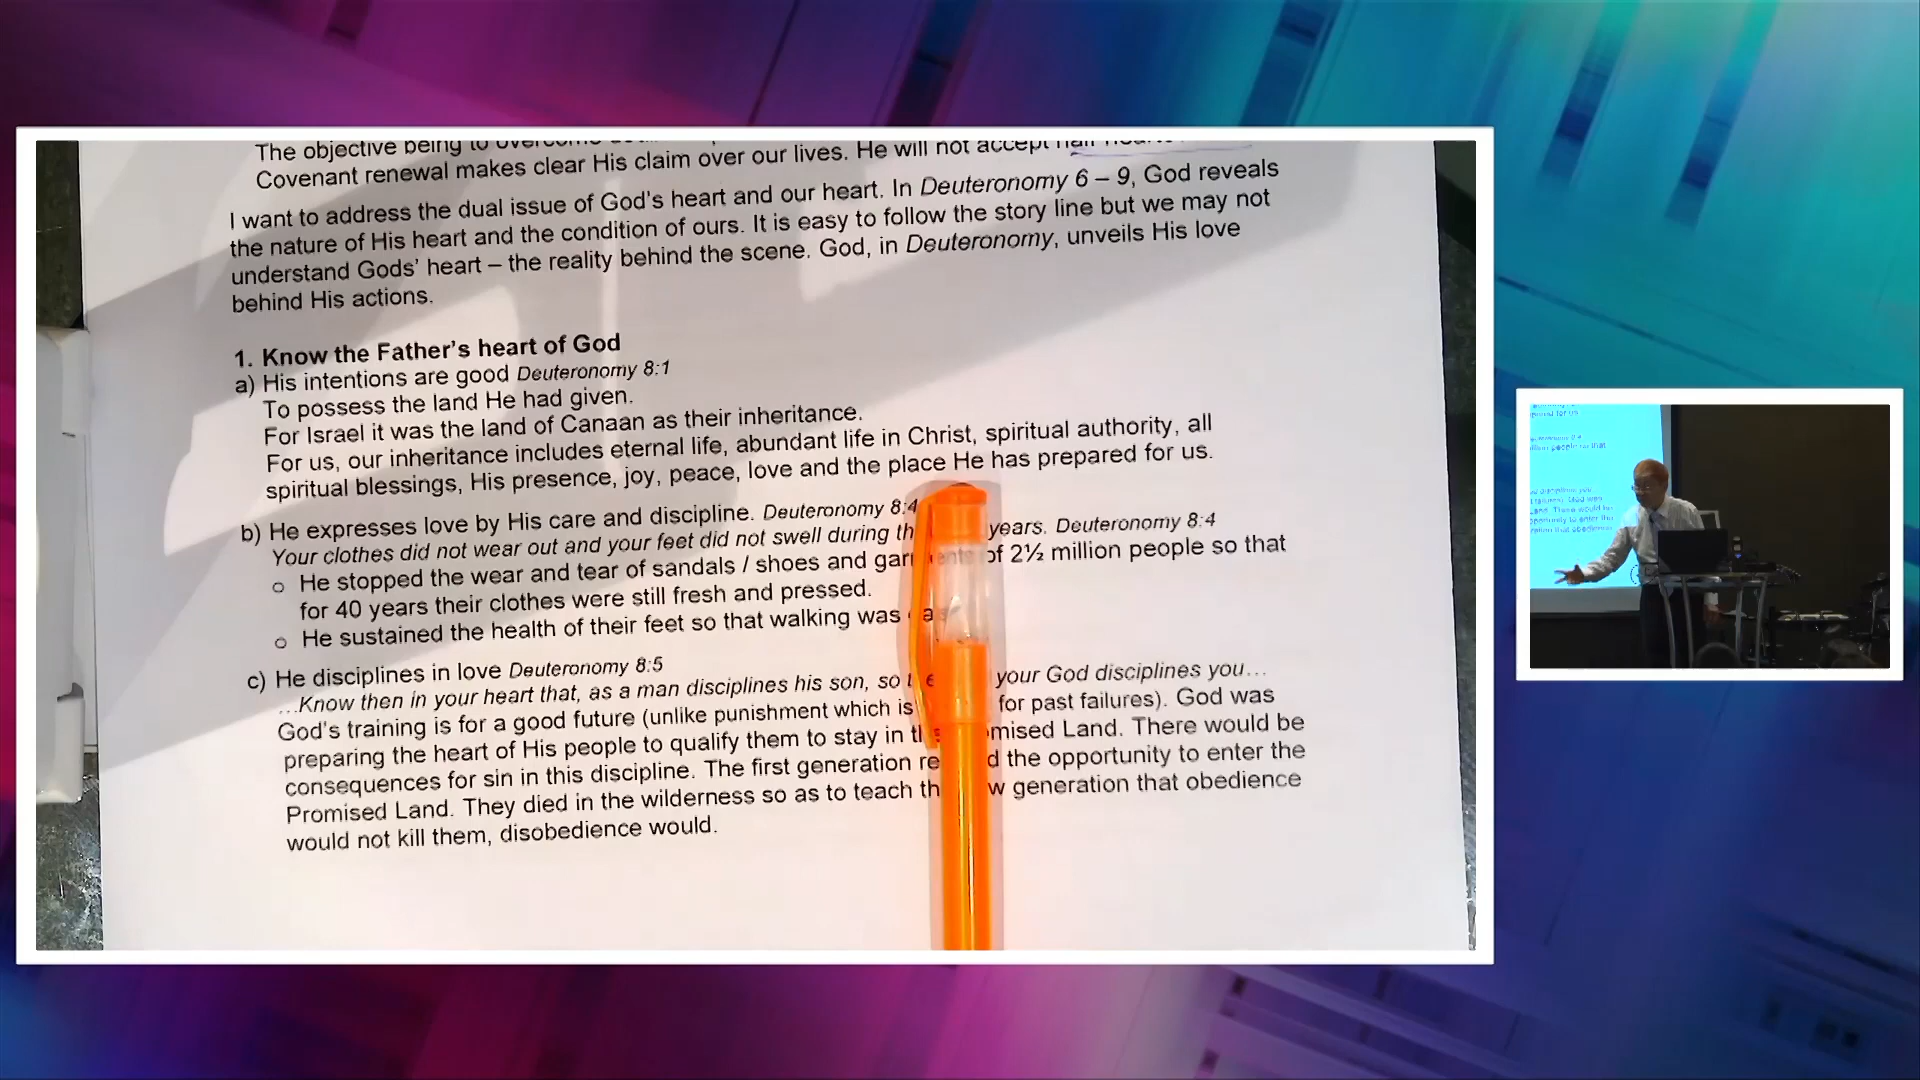 The objective being to
Covenant renewal makes clear His claim over our lives. He will not accept
I want to address the dual issue of God's heart and our heart. In Deuteronomy 6 – 9, God reveals
the nature of His heart and the condition of ours. It is easy to follow the story line but we may not
understand Gods' heart – the reality behind the scene. God, in Deuteronomy, unveils His love
behind His actions.
1. Know the Father's heart of God
a) His intentions are good Deuteronomy 8:1
To possess the land He had given.
For Israel it was the land of Canaan as their inheritance.
For us, our inheritance includes eternal life, abundant life in Christ, spiritual authority, all
spiritual blessings, His presence, joy, peace, love and the place He has prepared for us.
b) He expresses love by His care and discipline. Deuteronomy 8:4
Your clothes did not wear out and your feet did not swell during years. Deuteronomy 8:4
o He stopped the wear and tear of sandals / shoes and of 2½ million people so that
for 40 years their clothes were still fresh and pressed.
o He sustained the health of their feet so that walking was
c) He disciplines in love Deuteronomy 8:5
…Know then in your heart that, as a man disciplines his son, so your God disciplines you…
God's training is for a good future (unlike punishment which is for past failures). God was
preparing the heart of His people to qualify them to stay in Land. There would be
consequences for sin in this discipline. The first generation the opportunity to enter the
Promised Land. They died in the wilderness so as to teach generation that obedience
would not kill them, disobedience would.